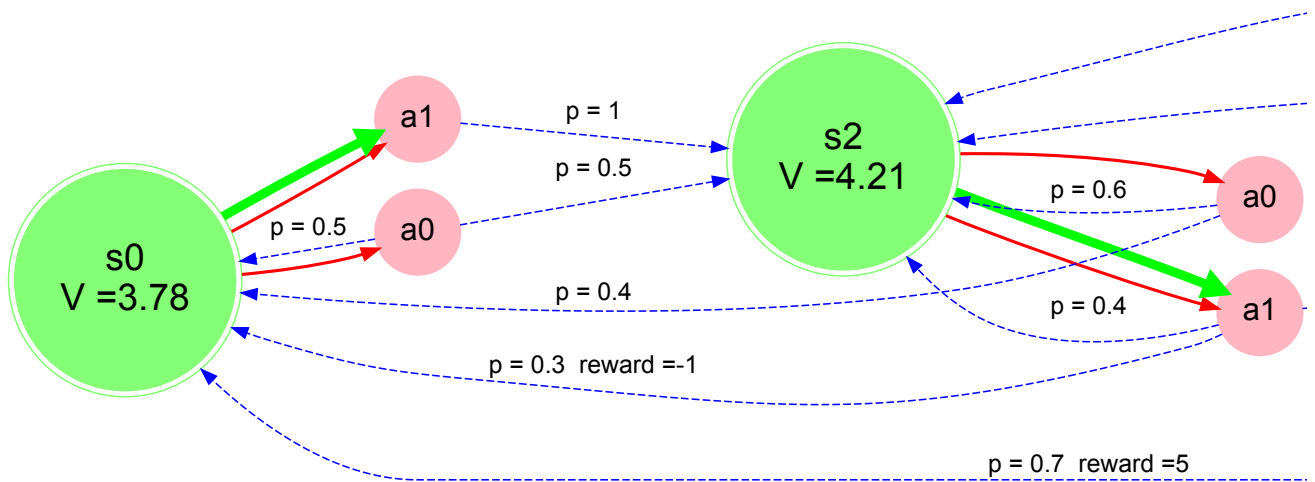 a1
p = 1
s2
V =4.21
p = 0.5
p = 0.6
a0
p = 0.5
a0
s0
V =3.78
p = 0.4
p = 0.4
a1
p = 0.3 reward =-1
p = 0.7 reward =5